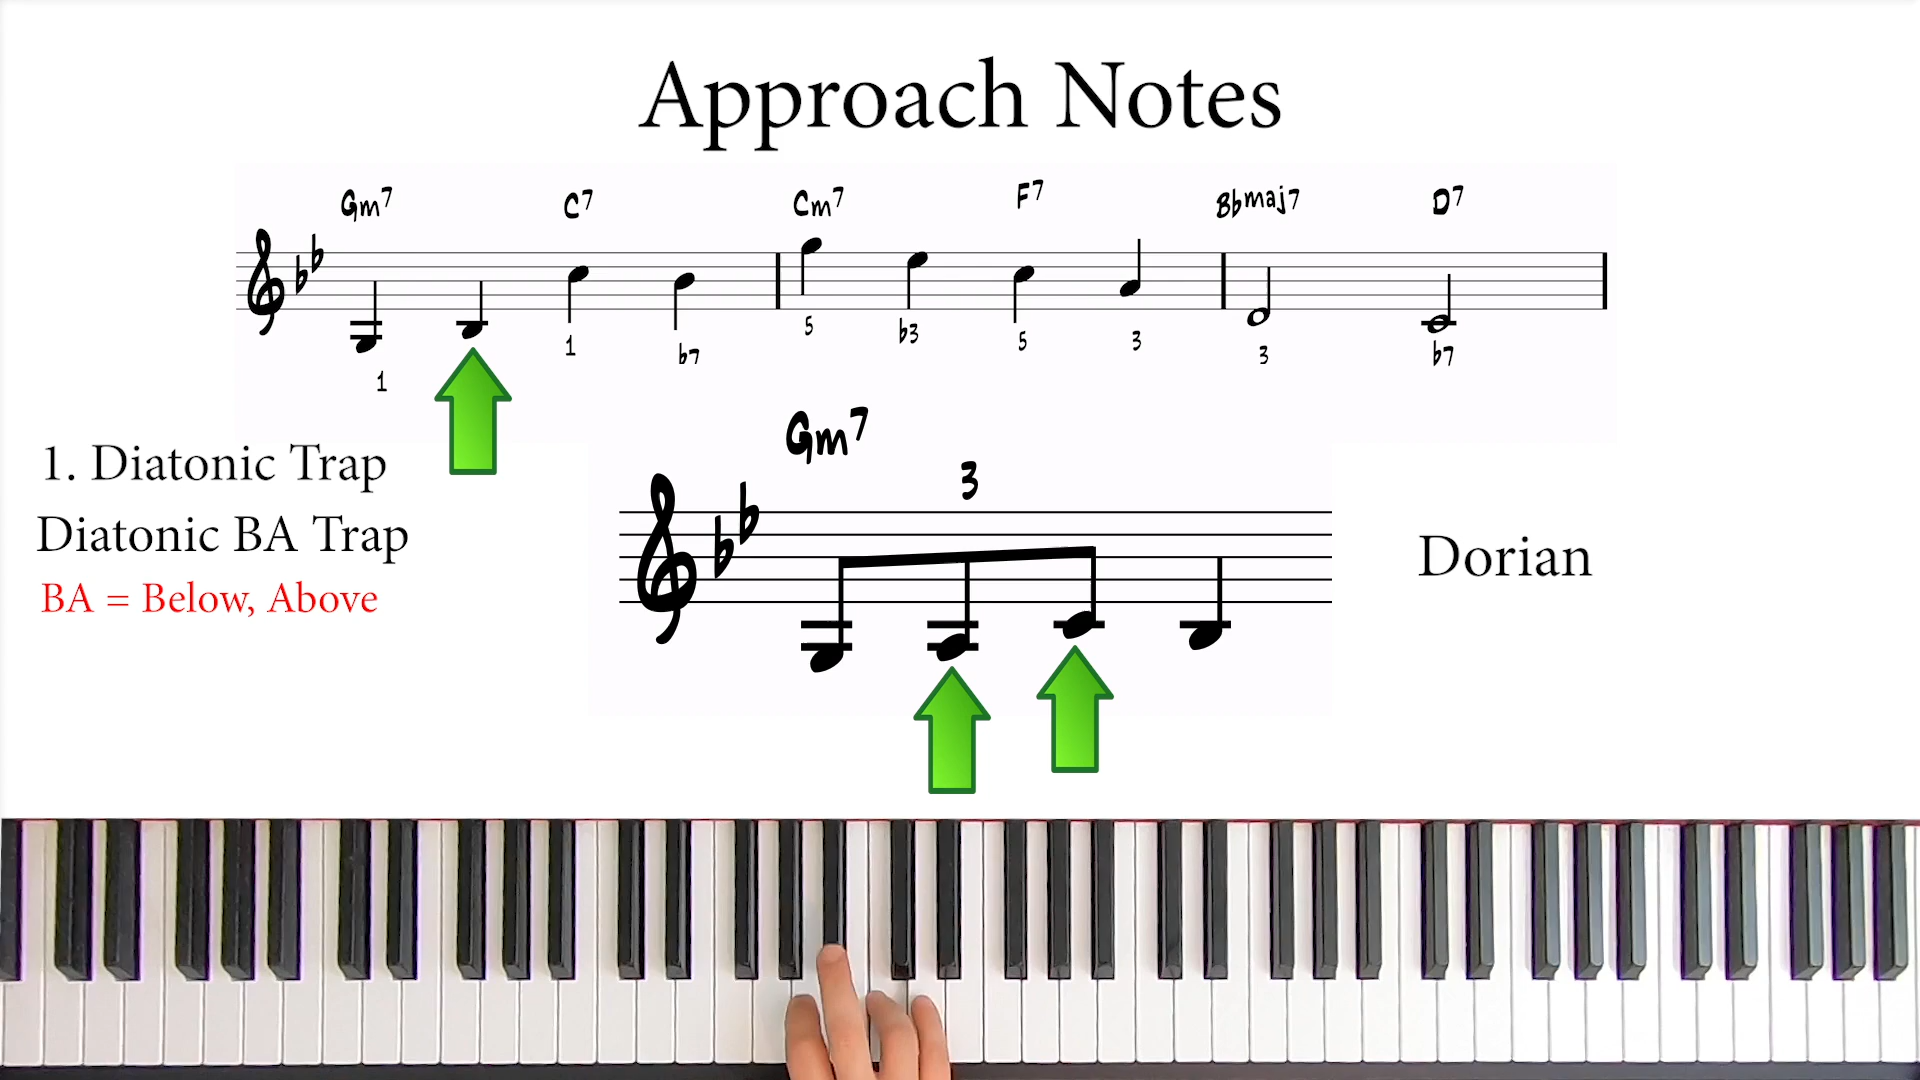 Approach Notes
Gm7 C7 Cm7 F7 Bbmaj7 D7
1 1 b7 5 b3 5 3 3 b7
1. Diatonic Trap
Diatonic BA Trap
BA = Below, Above
Gm7
3
Dorian